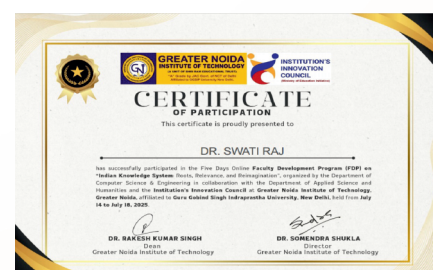 GREATER NOIDA
INSTITUTE OF TECHNOLOGY
INSTITUTION'S
INNOVATION
COUNCIL
CERTIFICATE
OF PARTICIPATION
This certificate is proudly presented to
DR. SWATI RAJ
has successfully participated in the Five Days Online Faculty Development Program (FDP) on
"Indian Knowledge System: Roots, Relevance, and Reimagination", organized by the Department of
Computer Science & Engineering in collaboration with the Department of Applied Science and
Humanities and the Institution's Innovation Council at Greater Noida Institute of Technology,
Greater Noida, affiliated to Guru Gobind Singh Indraprastha University, New Delhi, held from July
14 to July 18, 2025.
DR. RAKESH KUMAR SINGH
Dean
Greater Noida Institute of Technology
DR. SOMENDRA SHUKLA
Director
Greater Noida Institute of Technology